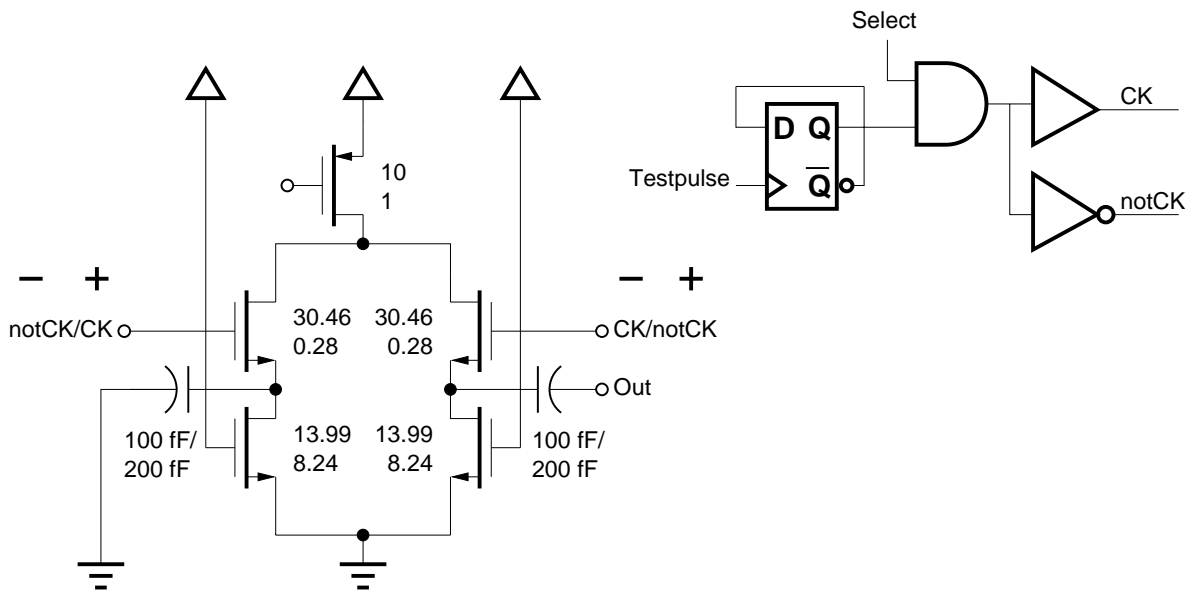 Select
D Q
CK
Testpulse
Q
notCK
10
1
− +
− +
notCK/CK
30.46 30.46
0.28 0.28
CK/notCK
Out
100 fF/
200 fF
13.99 13.99
8.24 8.24
100 fF/
200 fF